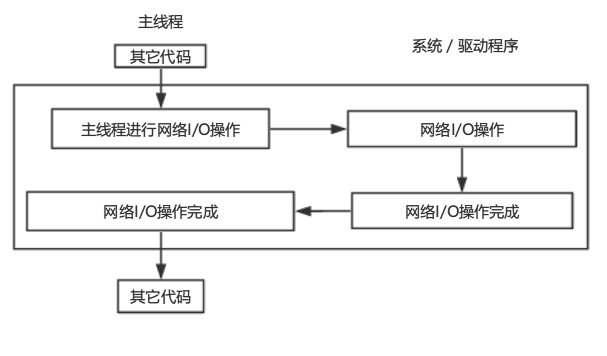 主线程
系统 / 驱动程序
其它代码
主线程进行网络I/O操作
网络I/O操作
网络I/O操作完成
网络I/O操作完成
其它代码